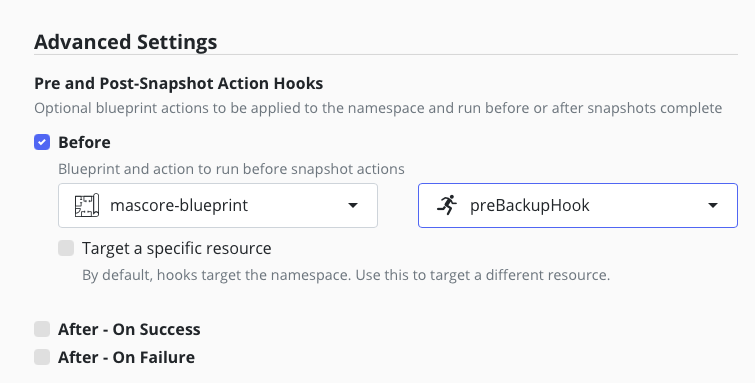 Advanced Settings
Pre and Post-Snapshot Action Hooks
Optional blueprint actions to be applied to the namespace and run before or after snapshots complete
Before
Blueprint and action to run before snapshot actions
mascore-blueprint preBackupHook
Target a specific resource
By default, hooks target the namespace. Use this to target a different resource.
After - On Success
After - On Failure